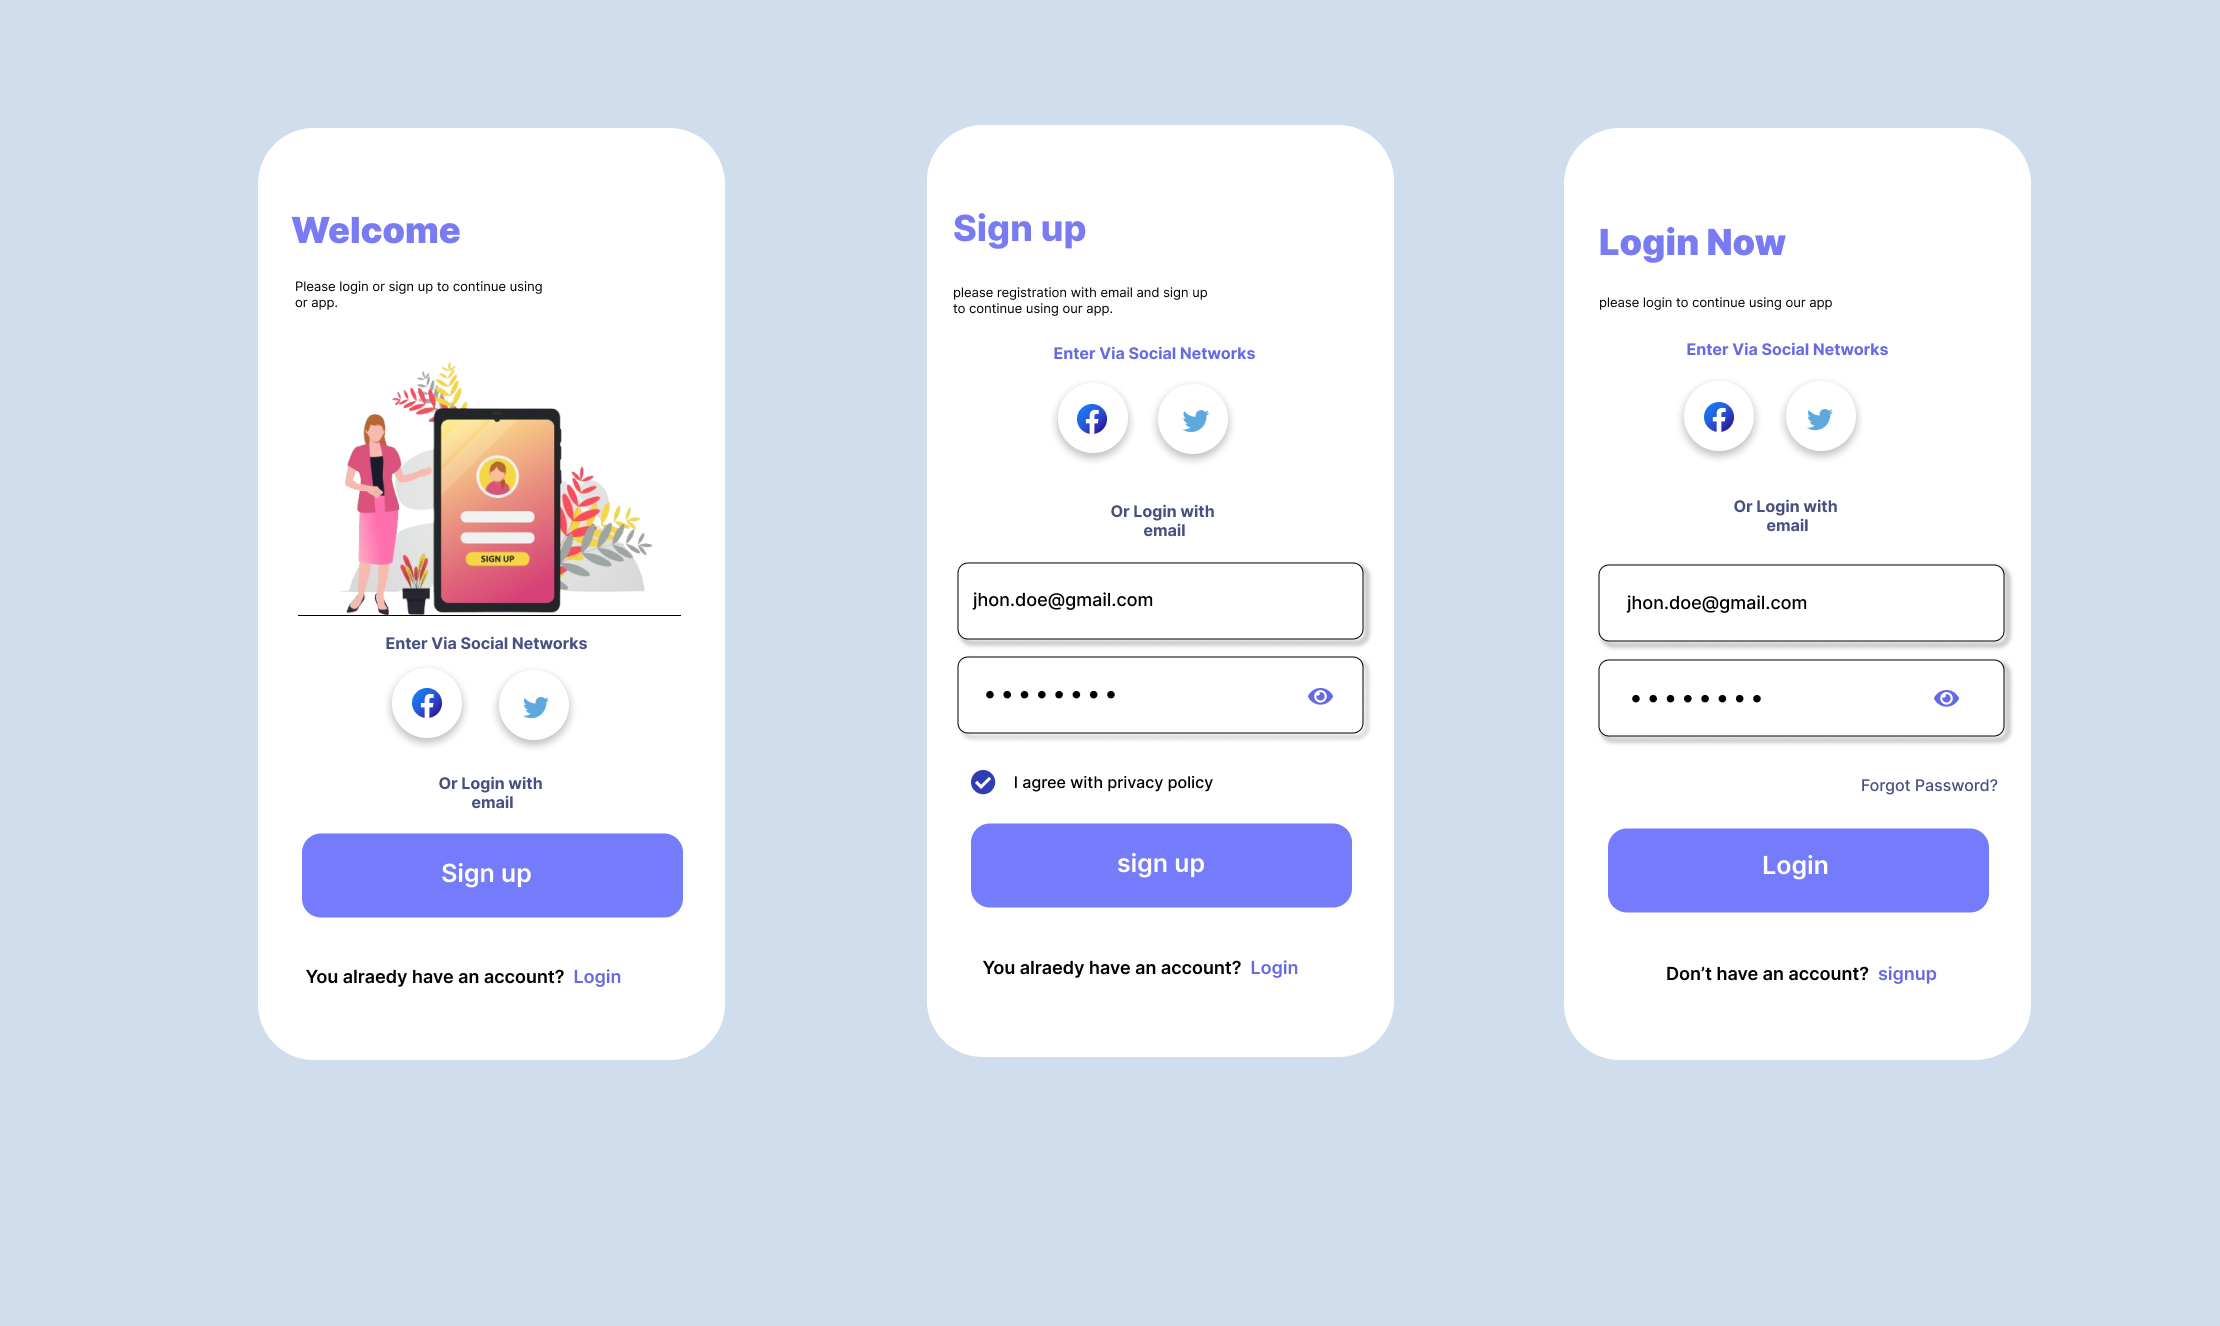 Welcome
Please login or sign up to continue using
or app.
SIGN UP
Enter Via Social Networks
Or Login with
email
Sign up
You alraedy have an account? Login
Sign up
please registration with email and sign up
to continue using our app.
Enter Via Social Networks
Or Login with
email
jhon.doe@gmail.com
••••••••
I agree with privacy policy
sign up
You alraedy have an account? Login
Login Now
please login to continue using our app
Enter Via Social Networks
Or Login with
email
jhon.doe@gmail.com
••••••••
Forgot Password?
Login
Don’t have an account? signup